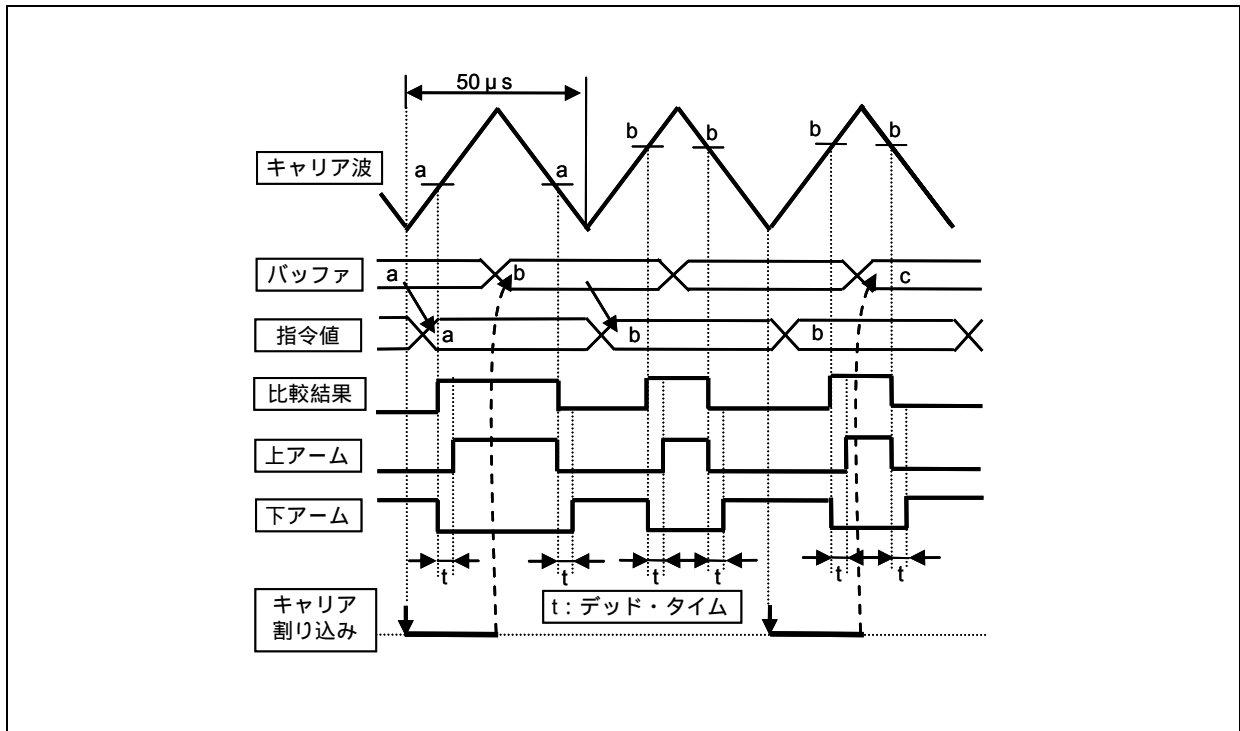 50μs
b b b b
キャリア波
a a
バッファ
a b c
指令値
a b b
比較結果
上アーム
下アーム
t t t t t t
キャリア
割り込み
t：デッド・タイム